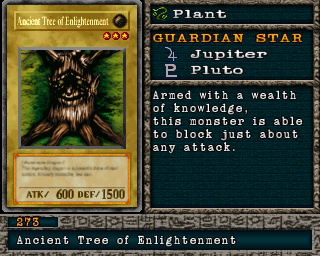 Ancient Tree of Enlightenment
ATK/ 600 DEF/1500
Plant
GUARDIAN STAR
Jupiter
Pluto
Armed with a wealth
of knowledge,
this monster is able
to block just about
any attack.
273
Ancient Tree of Enlightenment